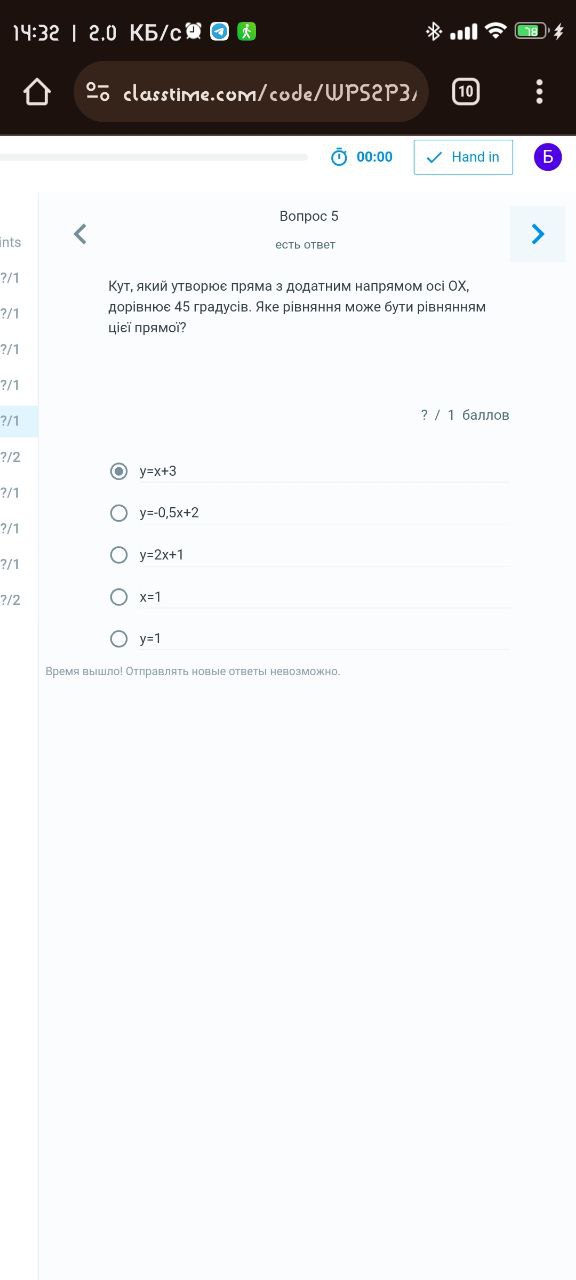 14:32 | 2.0 КБ/с 78
classtime.com/code/WPS2P3/ 10
00:00 Hand in Б
Вопрос 5
ints есть ответ
?/1
?/1
?/1
?/1
?/1
?/2
?/1
?/1
?/1
?/2
Кут, який утворює пряма з додатним напрямом осі ОХ,
дорівнює 45 градусів. Яке рівняння може бути рівнянням
цієї прямої?
? / 1 баллов
y=x+3
y=-0,5x+2
y=2x+1
x=1
y=1
Время вышло! Отправлять новые ответы невозможно.